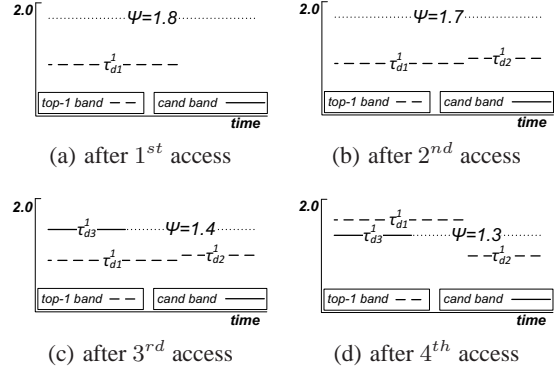 2.0
Ψ=1.8
τ¹d1
top-1 band
cand band
time
(a) after 1st access
2.0
Ψ=1.7
τ¹d1
τ¹d2
top-1 band
cand band
time
(b) after 2nd access
2.0
τ¹d3
Ψ=1.4
τ¹d1
τ¹d2
top-1 band
cand band
time
(c) after 3rd access
2.0
τ¹d1
τ¹d3
Ψ=1.3
τ¹d2
top-1 band
cand band
time
(d) after 4th access